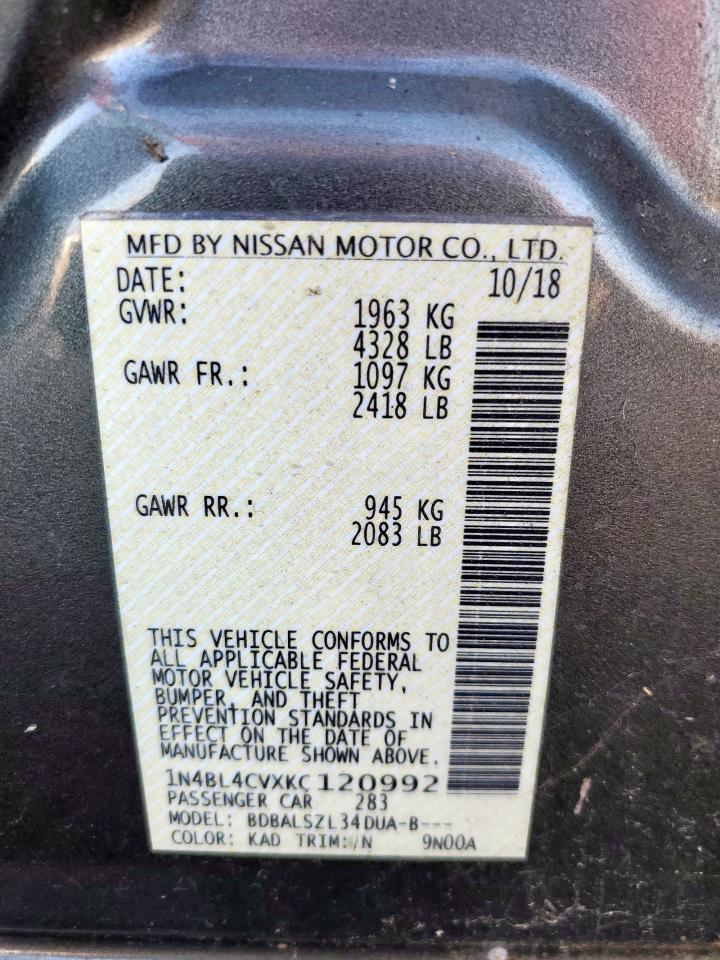 MFD BY NISSAN MOTOR CO., LTD.
DATE: 10/18
GVWR: 1963 KG
4328 LB
GAWR FR.: 1097 KG
2418 LB
GAWR RR.: 945 KG
2083 LB
THIS VEHICLE CONFORMS TO
ALL APPLICABLE FEDERAL
MOTOR VEHICLE SAFETY,
BUMPER, AND THEFT
PREVENTION STANDARDS IN
EFFECT ON THE DATE OF
MANUFACTURE SHOWN ABOVE.
1N4BL4CVXKC120992
PASSENGER CAR 283
MODEL: BDBALSZL34DUA-B---
COLOR: KAD TRIM:/N 9N00A